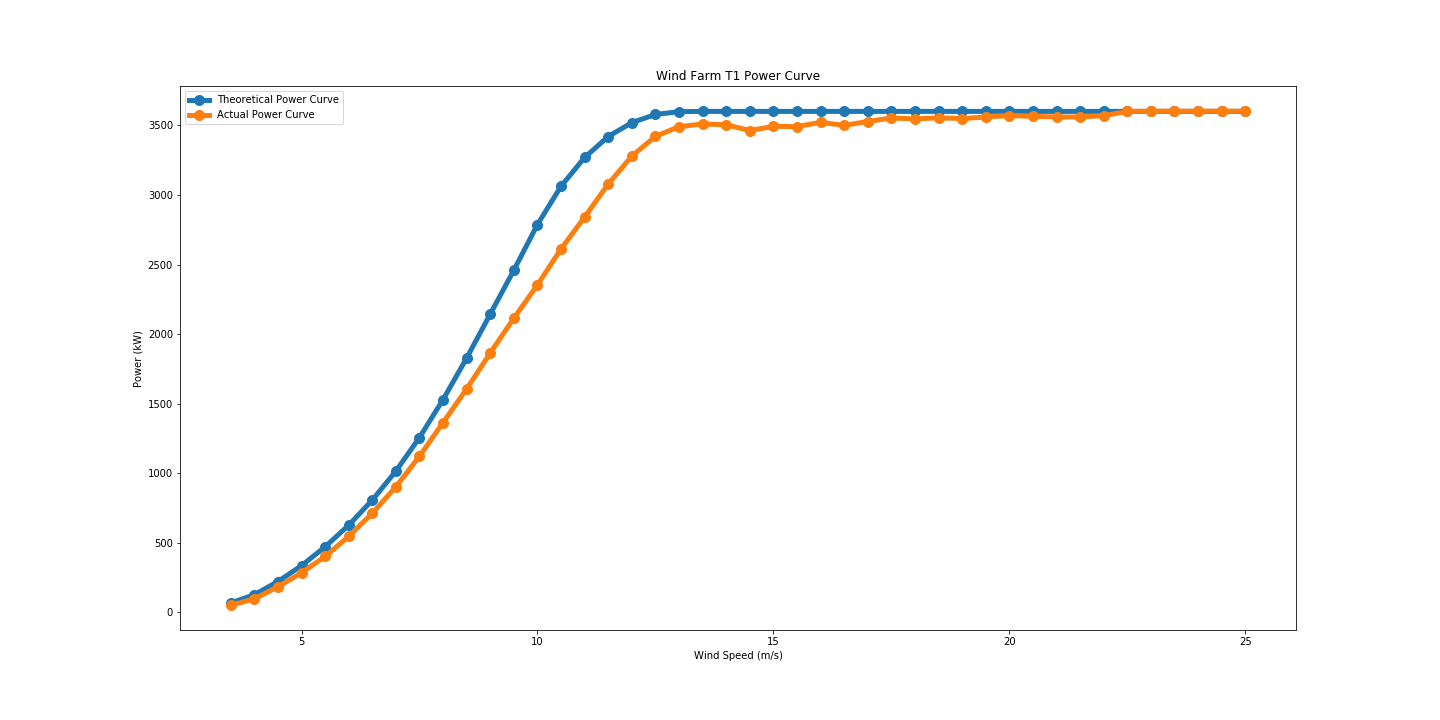 Wind Farm T1 Power Curve
Theoretical Power Curve
Actual Power Curve
3500
3000
2500
2000
1500
1000
500
0
Power (kW)
5 10 15 20 25
Wind Speed (m/s)